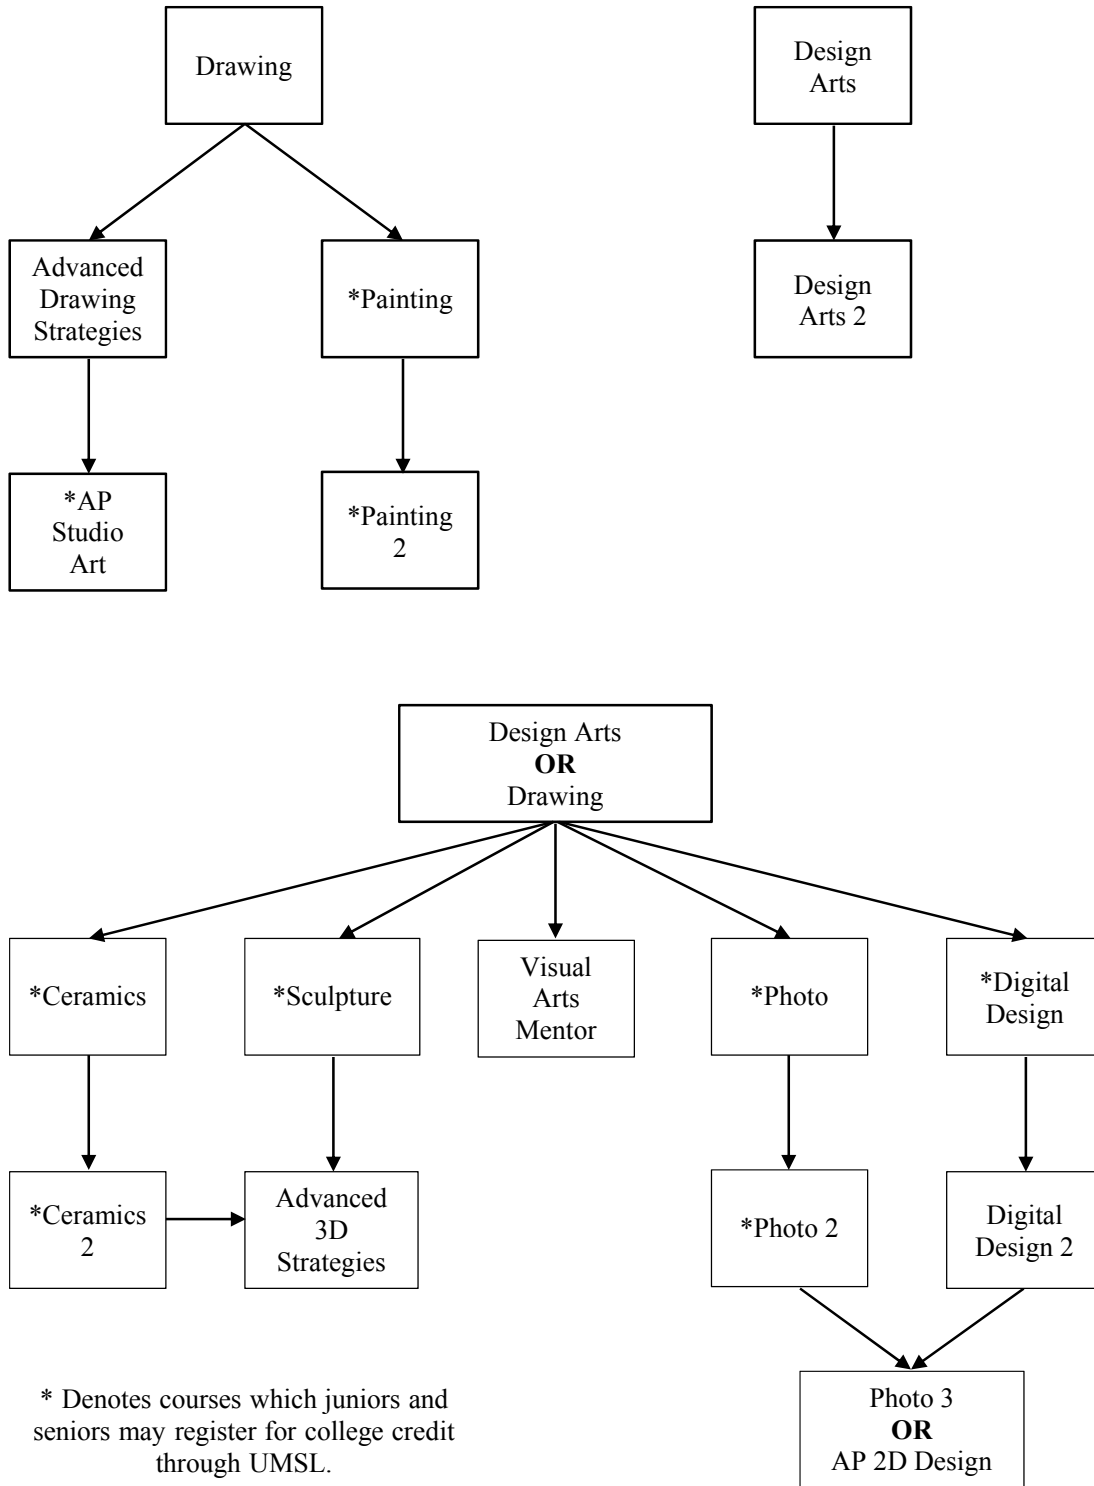 Drawing
Design
Arts
Advanced
Drawing
Strategies
*Painting
Design
Arts 2
*AP
Studio
Art
*Painting
2
Design Arts
OR
Drawing
*Ceramics
*Sculpture
Visual
Arts
Mentor
*Photo
*Digital
Design
*Ceramics
2
Advanced
3D
Strategies
*Photo 2
Digital
Design 2
* Denotes courses which juniors and
seniors may register for college credit
through UMSL.
Photo 3
OR
AP 2D Design